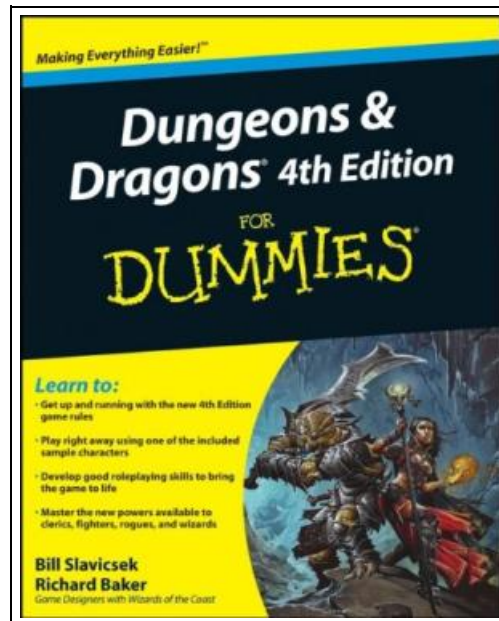 Making Everything Easier!™
Dungeons &
Dragons® 4th Edition
FOR
DUMMIES®
Learn to:
• Get up and running with the new 4th Edition
game rules
• Play right away using one of the included
sample characters
• Develop good roleplaying skills to bring
the game to life
• Master the new powers available to
clerics, fighters, rogues, and wizards
Bill Slavicsek
Richard Baker
Game Designers with Wizards of the Coast